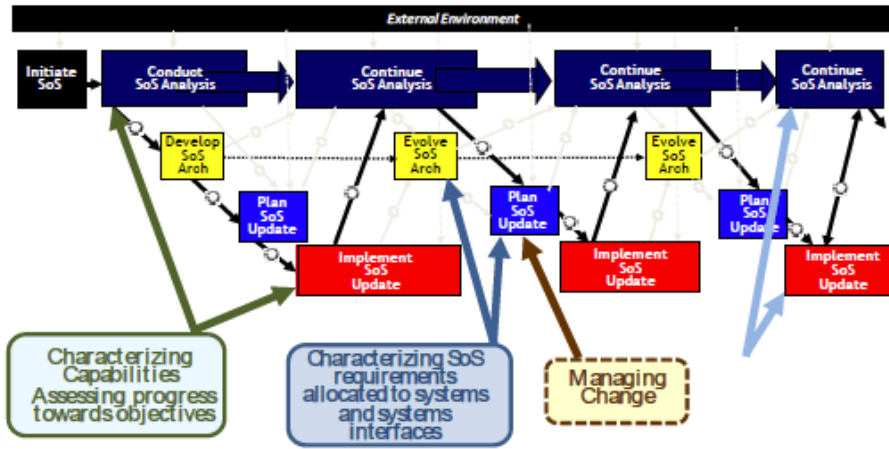 External Environment
Initiate
SoS
Conduct
SoS Analysis
Continue
SoS Analysis
Continue
SoS Analysis
Continue
SoS Analysis
Develop
SoS
Arch
Evolve
SoS
Arch
Evolve
SoS
Arch
Plan
SoS
Update
Plan
SoS
Update
Plan
SoS
Update
Implement
SoS
Update
Implement
SoS
Update
Implement
SoS
Update
Characterizing
Capabilities
Assessing progress
towards objectives
Characterizing SoS
requirements
allocated to systems
and systems
interfaces
Managing
Change